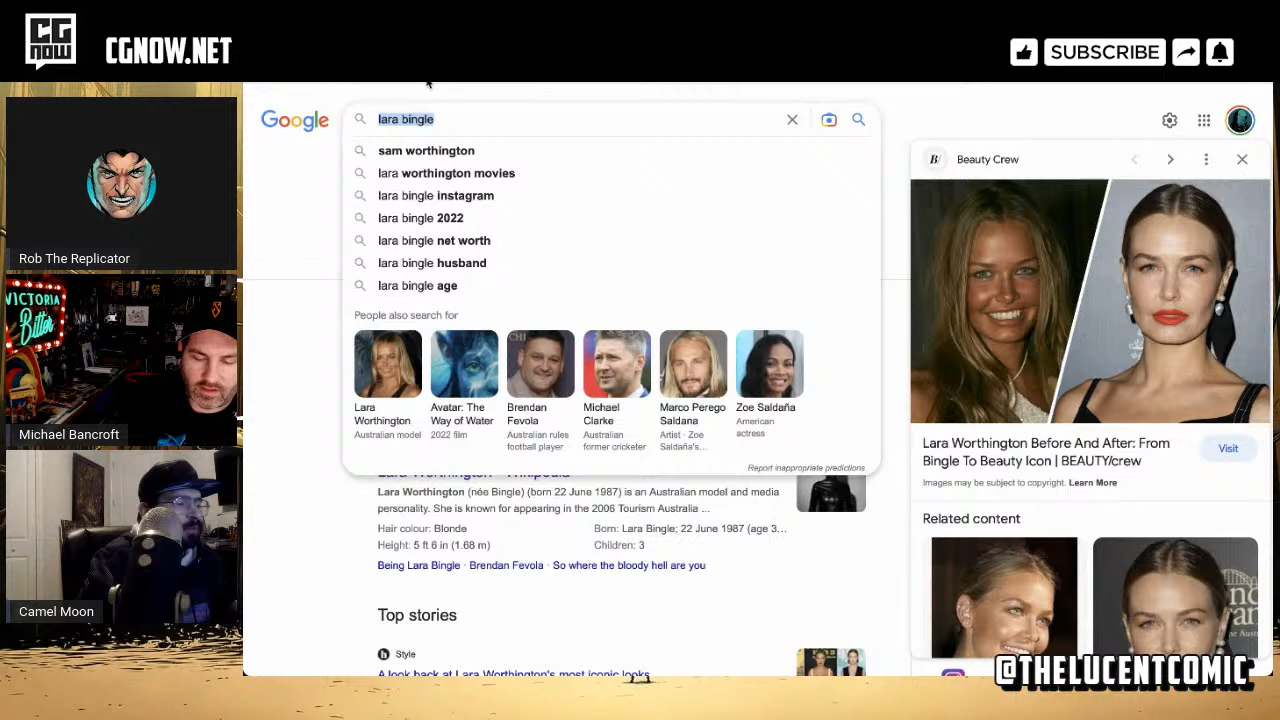 CG
NOW
CGNOW.NET
SUBSCRIBE
Rob The Replicator
VICTORIA
Bitter
Michael Bancroft
Camel Moon
Google
lara bingle
sam worthington
lara worthington movies
lara bingle instagram
lara bingle 2022
lara bingle net worth
lara bingle husband
lara bingle age
People also search for
Lara
Worthington
Australian model
Avatar: The
Way of Water
2022 film
Brendan
Fevola
Australian rules
football player
Michael
Clarke
Australian
former cricketer
Marco Perego
Saldana
Artist · Zoe
Saldaña's...
Zoe Saldaña
American
actress
Report inappropriate predictions
Lara Worthington - Wikipedia
Lara Worthington (née Bingle) (born 22 June 1987) is an Australian model and media
personality. She is known for appearing in the 2006 Tourism Australia ...
Hair colour: Blonde
Born: Lara Bingle; 22 June 1987 (age 3...
Height: 5 ft 6 in (1.68 m)
Children: 3
Being Lara Bingle · Brendan Fevola · So where the bloody hell are you
Top stories
h Style
A look back at Lara Worthington's most iconic looks
B/ Beauty Crew
Lara Worthington Before And After: From
Bingle To Beauty Icon | BEAUTY/crew
Visit
Images may be subject to copyright. Learn More
Related content
@THELUCENTCOMIC